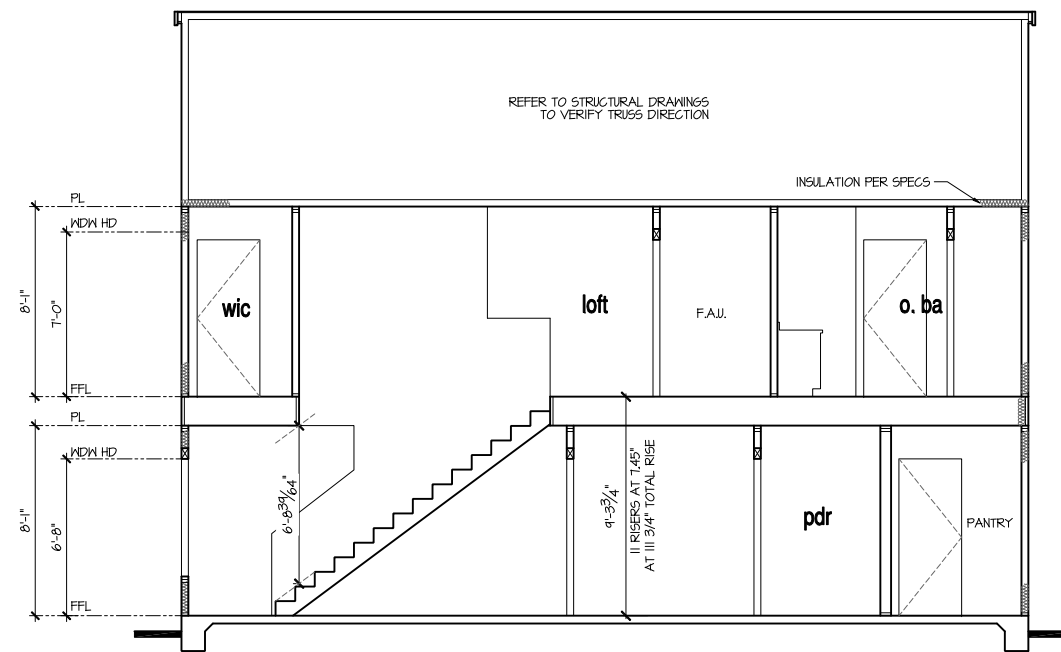 REFER TO STRUCTURAL DRAWINGS
TO VERIFY TRUSS DIRECTION
INSULATION PER SPECS
PL
WDW HD
8'-1"
7'-0"
wic
loft
F.A.U.
o. ba
FFL
PL
WDW HD
8'-1"
6'-8"
6'-8 39/64"
9'-3 3/4"
11 RISERS AT 7.45"
AT 111 3/4" TOTAL RISE
pdr
PANTRY
FFL